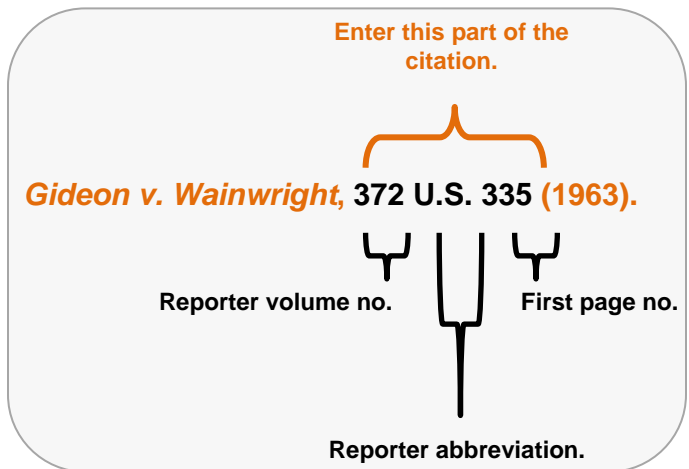 Enter this part of the
citation.
Gideon v. Wainwright, 372 U.S. 335 (1963).
Reporter volume no.
First page no.
Reporter abbreviation.